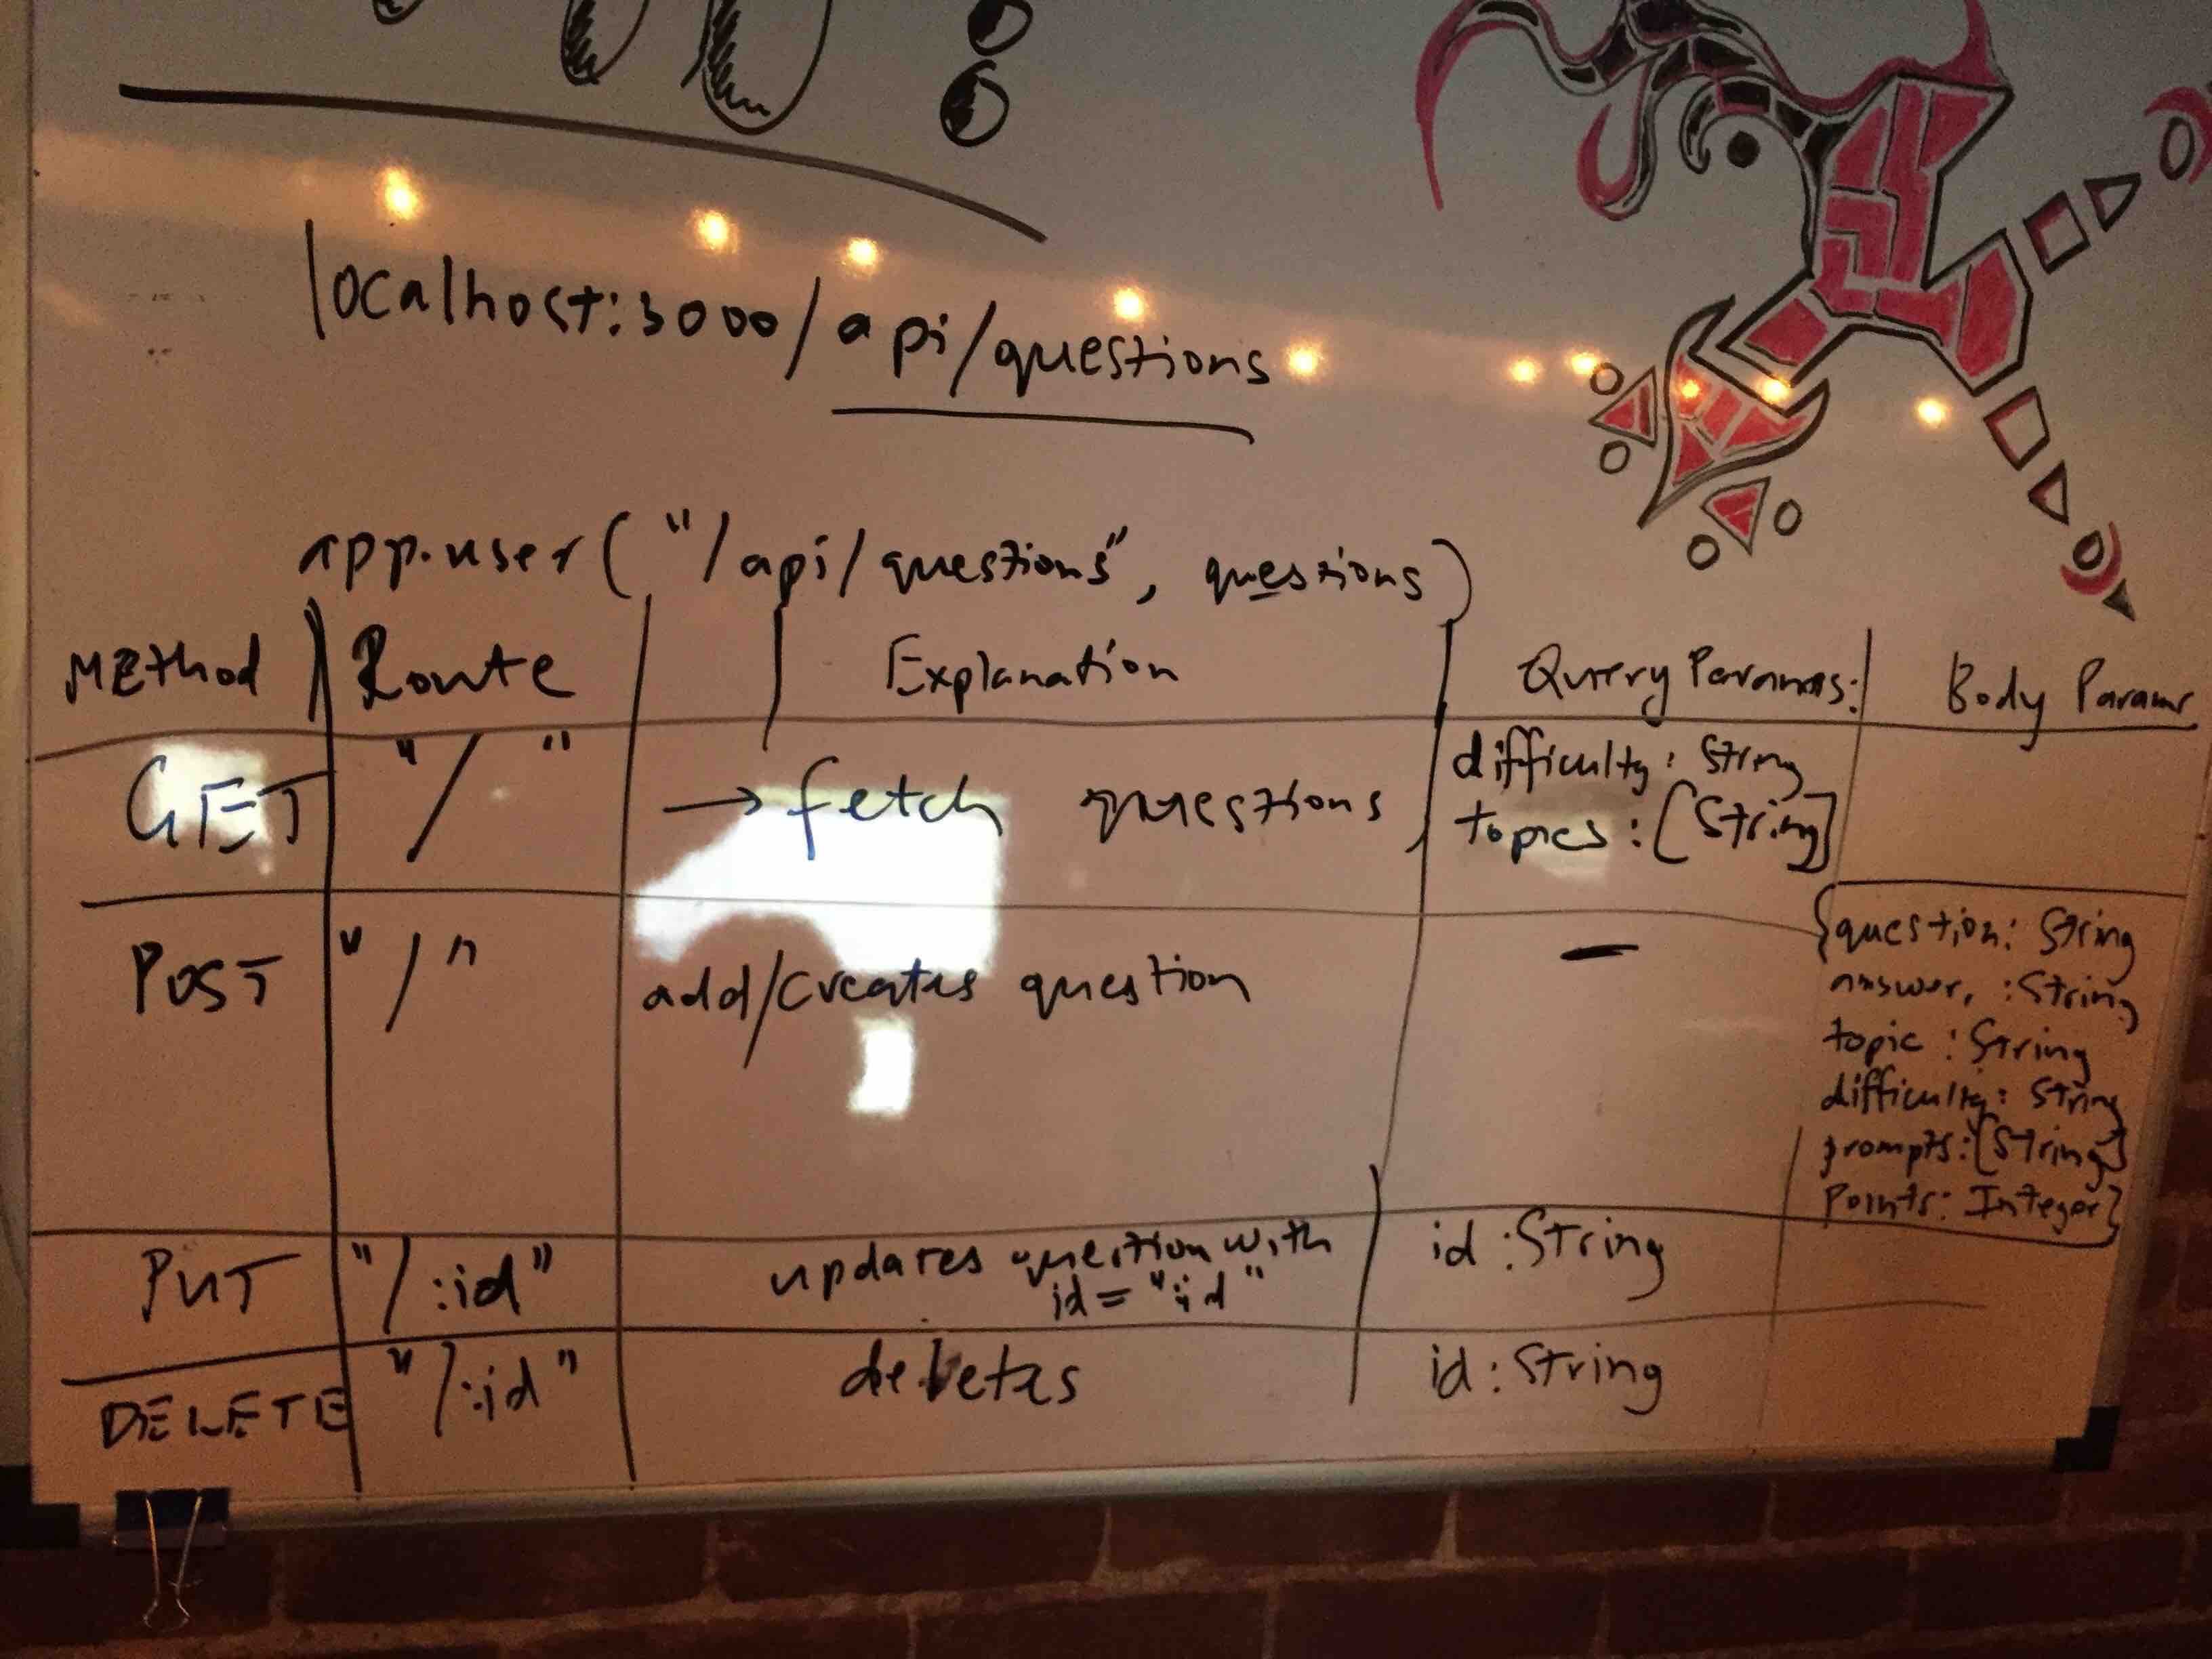 localhost:3000/api/questions
app.user("/api/questions", questions)
METhod Route Explanation Query Params: Body Params
GET "/" → fetch questions, difficulty: String
topics: [String]
POST "/" add/creates question — {question: String
answer, : String
topic: String
difficulty: String
prompts: [String]
Points: Integer}
PUT "/:id" updates question with id: String
id = ":id"
DELETE "/:id" deletes id: String